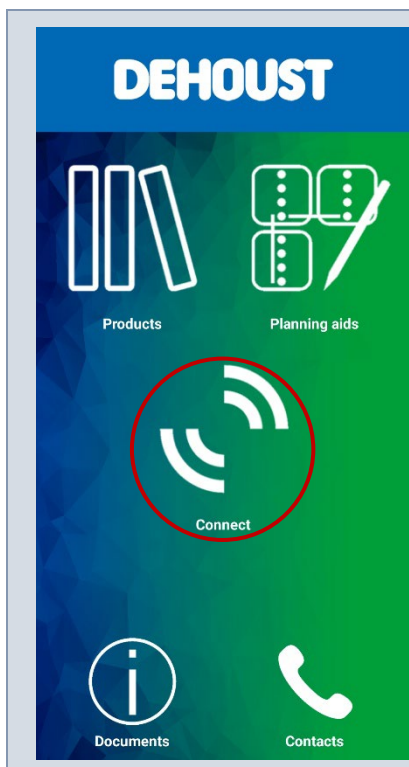 DEHOUST
Products
Planning aids
Connect
Documents
Contacts